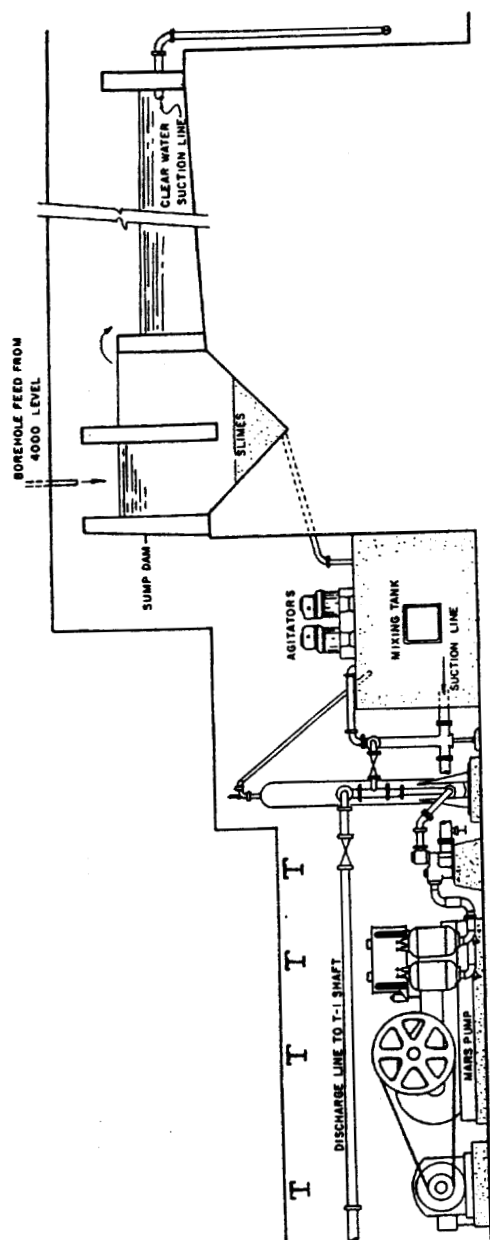 BOREHOLE FEED FROM
4000 LEVEL
SUMP DAM
CLEAR WATER
SUCTION LINE
SLIMES
AGITATORS
DISCHARGE LINE TO T-1 SHAFT
MIXING TANK
SUCTION LINE
MARS PUMP